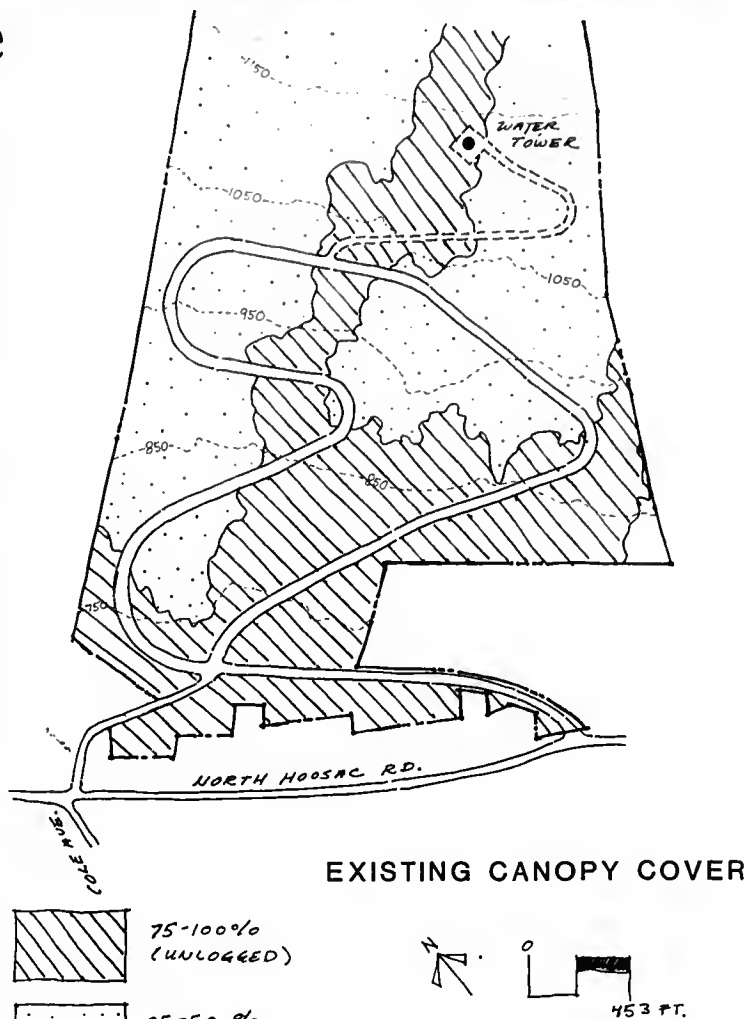 e
1150
WATER
TOWER
1050
1050
950
850
850
750
NORTH HOOSAC RD.
COLE AVE.
EXISTING CANOPY COVER
75-100%
(UNLOGGED)
N
0
453 FT.